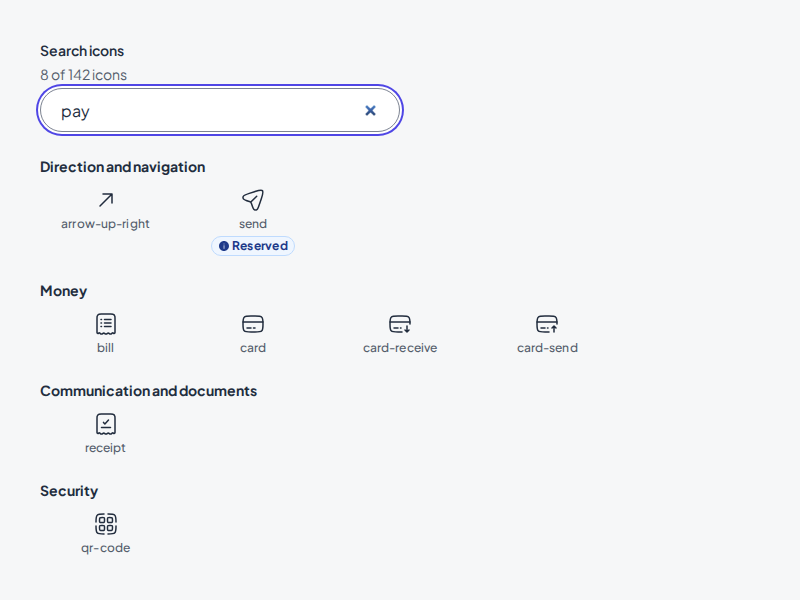 Search icons
8 of 142 icons
pay
Direction and navigation
arrow-up-right
send
Reserved
Money
bill
card
card-receive
card-send
Communication and documents
receipt
Security
qr-code